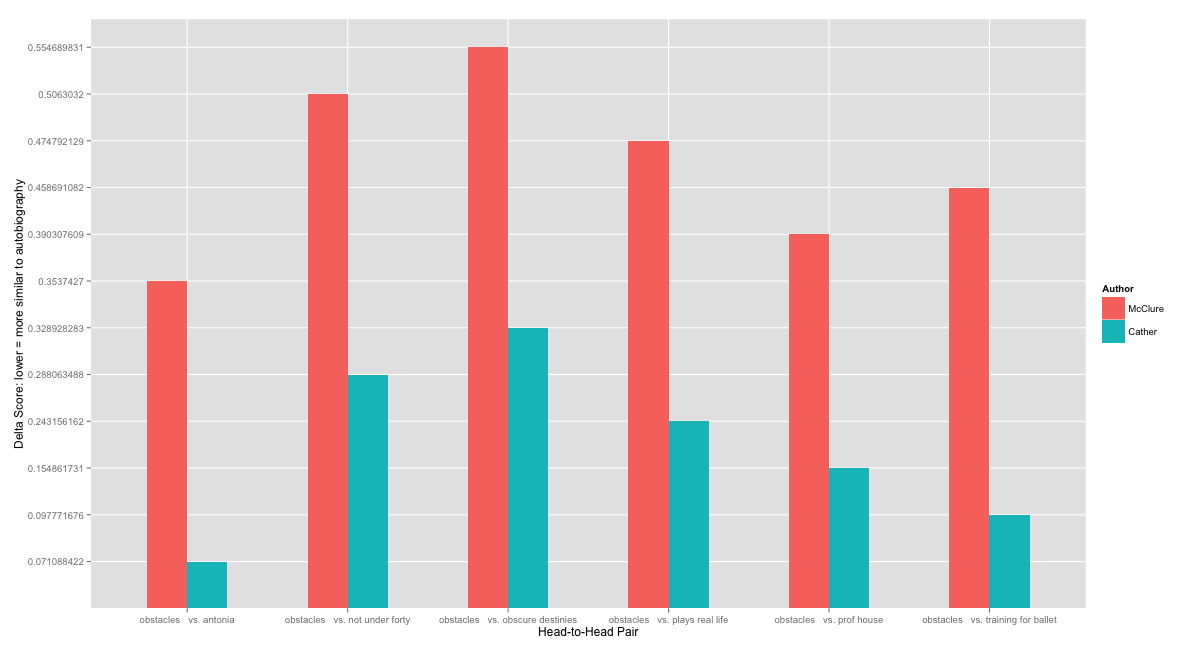 0.554689831
0.5063032
0.474792129
0.458691082
0.390307609
0.3537427
0.328928283
0.288063488
0.243156162
0.154861731
0.097771676
0.071088422
Delta Score: lower = more similar to autobiography
obstacles vs. antonia
obstacles vs. not under forty
obstacles vs. obscure destinies
obstacles vs. plays real life
obstacles vs. prof house
obstacles vs. training for ballet
Head-to-Head Pair
Author
McClure
Cather